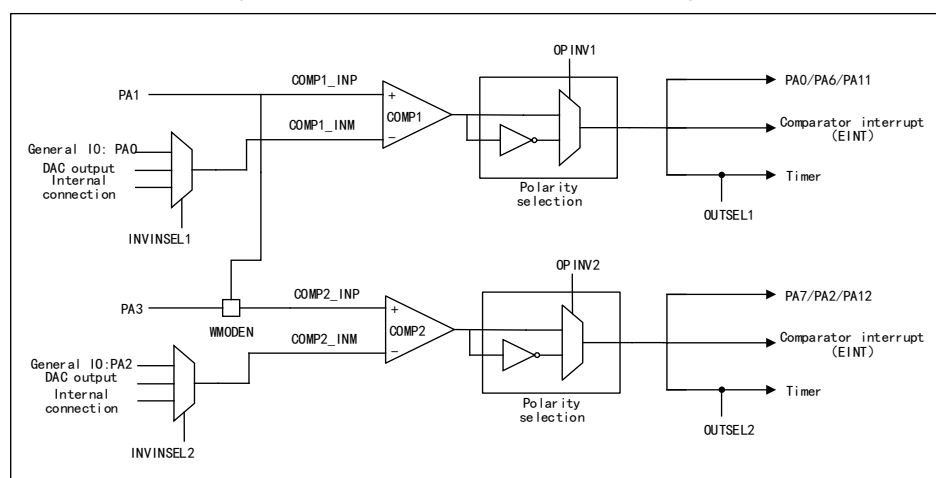 OPINV1
PA1
COMP1_INP
COMP1
+
−
PA0/PA6/PA11
General IO: PA0
DAC output
Internal
connection
COMP1_INM
Comparator interrupt
(EINT)
Polarity
selection
Timer
INVINSEL1
OUTSEL1
OPINV2
PA3
WMODEN
COMP2_INP
COMP2
+
−
PA7/PA2/PA12
General IO:PA2
DAC output
Internal
connection
COMP2_INM
Comparator interrupt
(EINT)
Polarity
selection
Timer
INVINSEL2
OUTSEL2